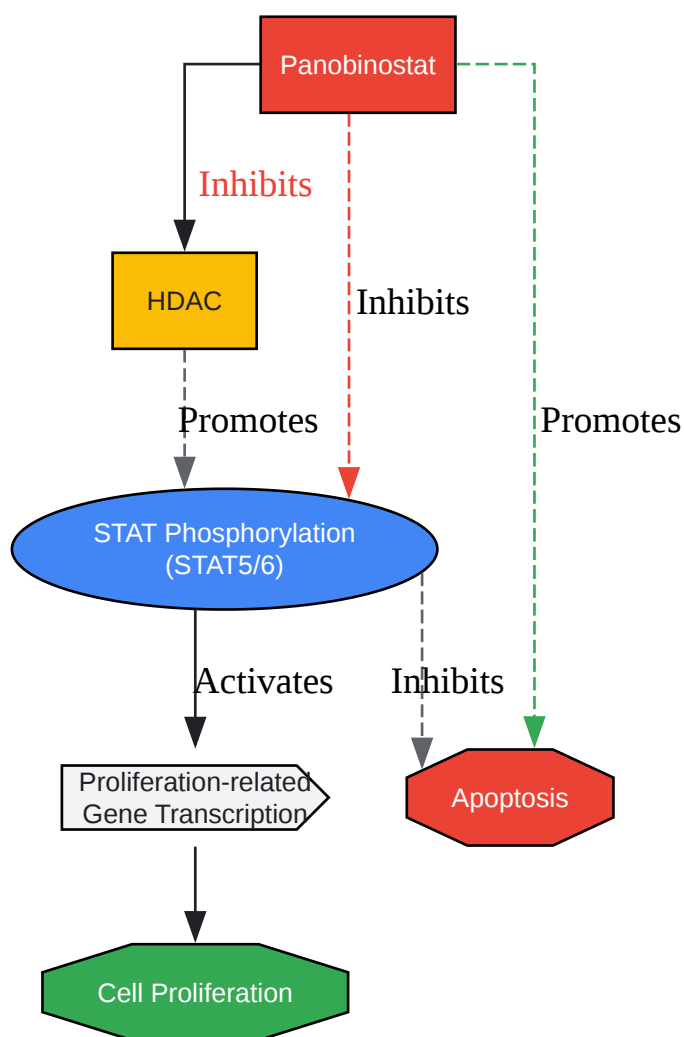 Panobinostat
Inhibits
HDAC
Inhibits
Promotes
Promotes
STAT Phosphorylation
(STAT5/6)
Activates
Inhibits
Proliferation-related
Gene Transcription
Apoptosis
Cell Proliferation